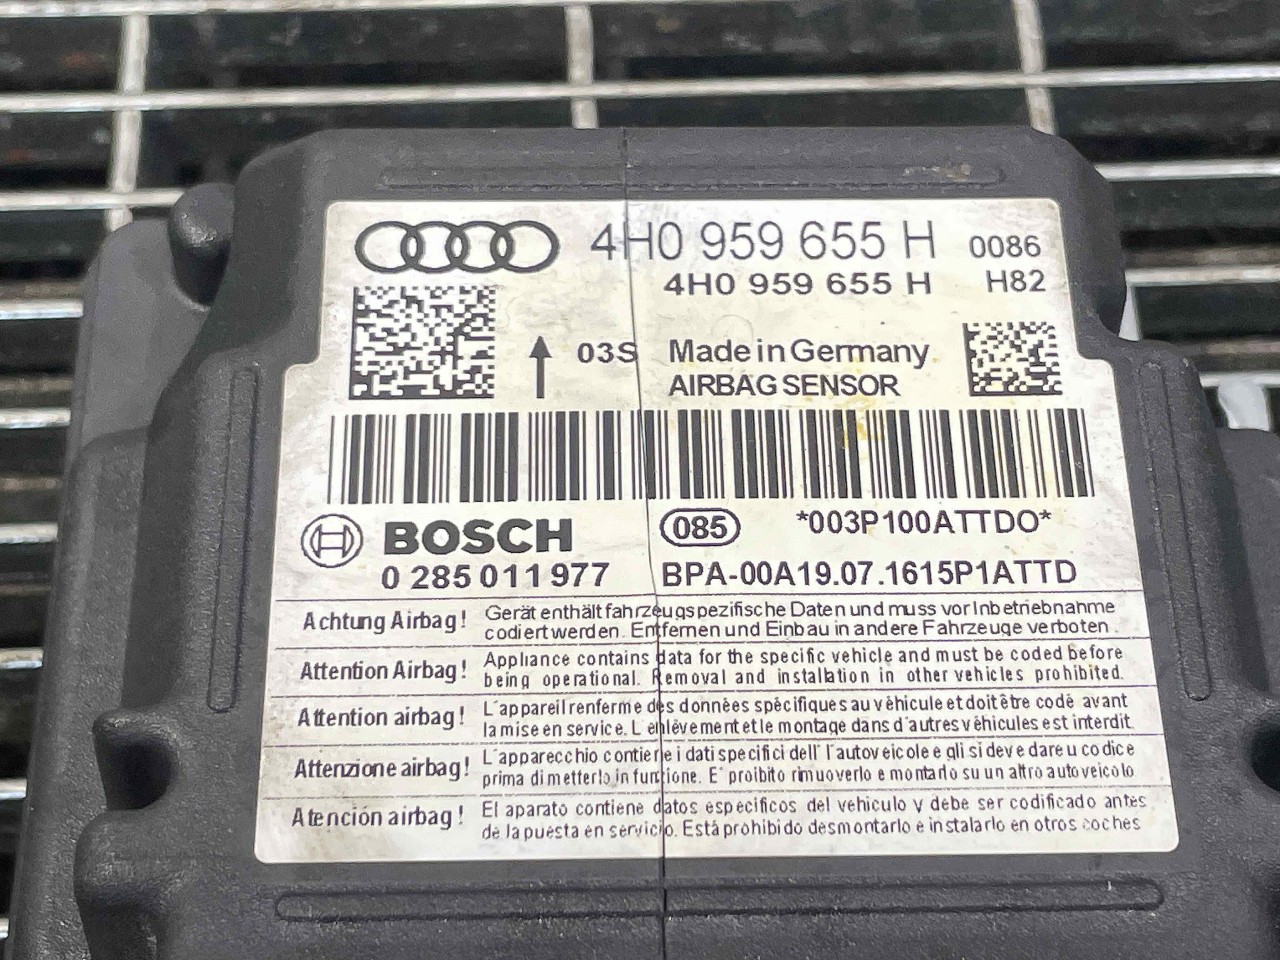 4H0 959 655 H 0086
4H0 959 655 H H82
03S Made in Germany
AIRBAG SENSOR
BOSCH 085 *003P100ATTD0*
0 285 011 977 BPA-00A19.07.1615P1ATTD
Achtung Airbag! Gerät enthält fahrzeugspezifische Daten und muss vor Inbetriebnahme
codiert werden. Entfernen und Einbau in andere Fahrzeuge verboten.
Attention Airbag! Appliance contains data for the specific vehicle and must be coded before
being operational. Removal and installation in other vehicles prohibited.
Attention airbag! L'appareil renferme des données spécifiques au véhicule et doit être codé avant
la mise en service. L'enlèvement et le montage dans d'autres véhicules est interdit.
Attenzione airbag! L'apparecchio contiene i dati specifici dell'l'autoveicolo e gli si deve dare u codice
prima di metterlo in funzione. E' proibito rimuoverlo e montarlo su un altro autoveicolo
Atención airbag! El aparato contiene datos especificos del vehiculo y debe ser codificado antes
de la puesta en servicio. Está prohibido desmontarlo e instalarlo en otros coches